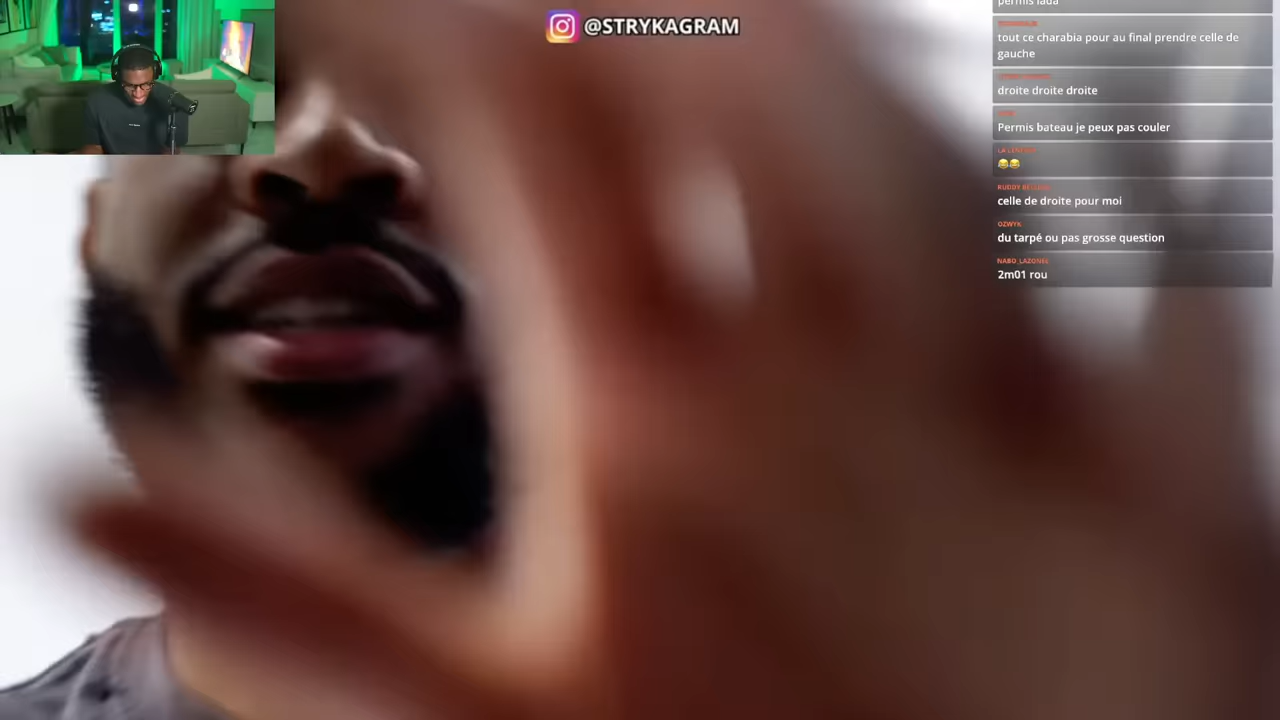 @STRYKAGRAM
permis lada
tout ce charabia pour au final prendre celle de
gauche
droite droite droite
Permis bateau je peux pas couler
😂😂
celle de droite pour moi
OZWYK
du tarpé ou pas grosse question
2m01 rou